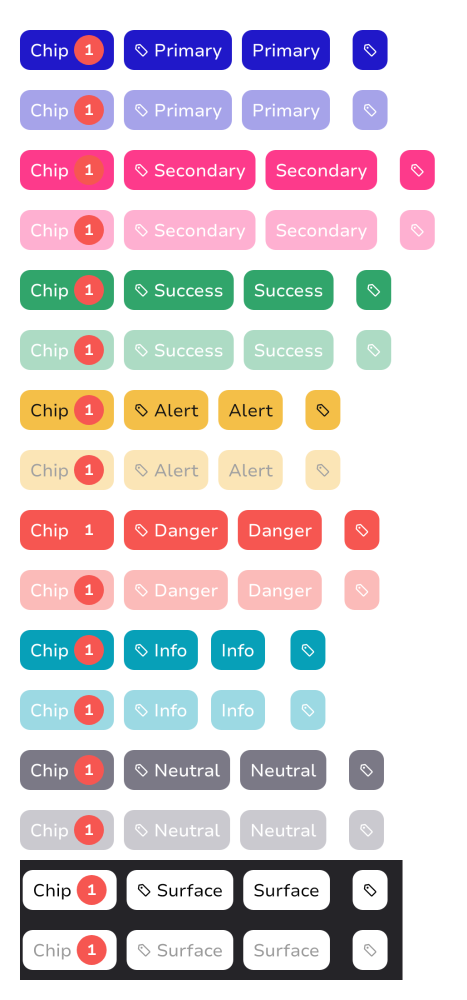 Chip 1 Primary Primary
Chip 1 Primary Primary
Chip 1 Secondary Secondary
Chip 1 Secondary Secondary
Chip 1 Success Success
Chip 1 Success Success
Chip 1 Alert Alert
Chip 1 Alert Alert
Chip 1 Danger Danger
Chip 1 Danger Danger
Chip 1 Info Info
Chip 1 Info Info
Chip 1 Neutral Neutral
Chip 1 Neutral Neutral
Chip 1 Surface Surface
Chip 1 Surface Surface